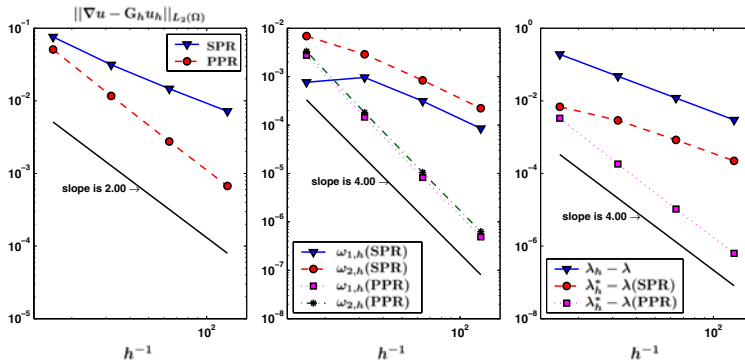 ||∇u − G_h u_h||_{L_2(Ω)}
10^{-1}
10^{-2}
10^{-3}
10^{-4}
10^{-5}
SPR
PPR
slope is 2.00 →
10^2
h^{-1}
10^{-2}
10^{-3}
10^{-4}
10^{-5}
10^{-6}
10^{-7}
slope is 4.00 →
ω_{1,h}(SPR)
ω_{2,h}(SPR)
ω_{1,h}(PPR)
ω_{2,h}(PPR)
10^2
h^{-1}
10^0
10^{-2}
10^{-4}
10^{-6}
10^{-8}
slope is 4.00 →
λ_h − λ
λ_h^* − λ(SPR)
λ_h^* − λ(PPR)
10^2
h^{-1}